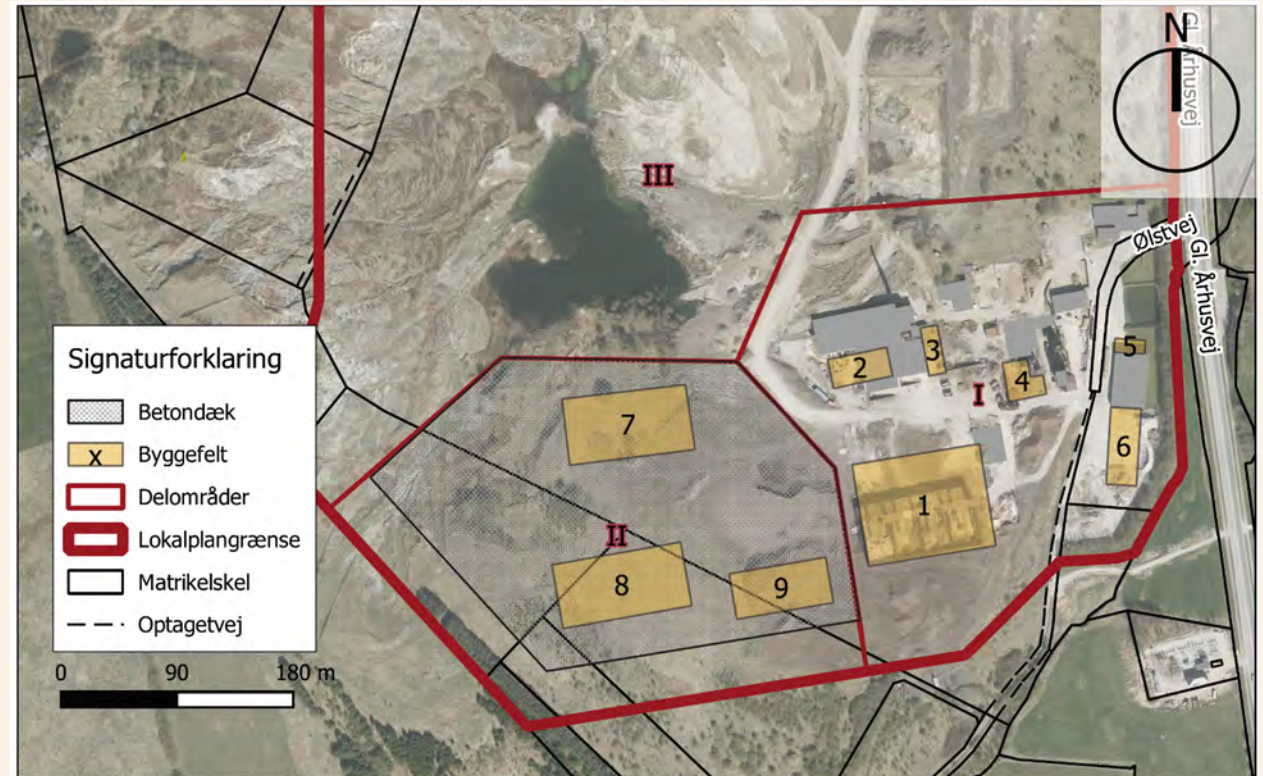 N
Gl. Århusvej
III
Ølstvej
Gl. Århusvej
Signaturforklaring
Betondæk
x Byggefelt
Delområder
Lokalplangrænse
Matrikelskel
Optagetvej
0 90 180 m
2
3
4
5
I
6
7
1
II
8
9